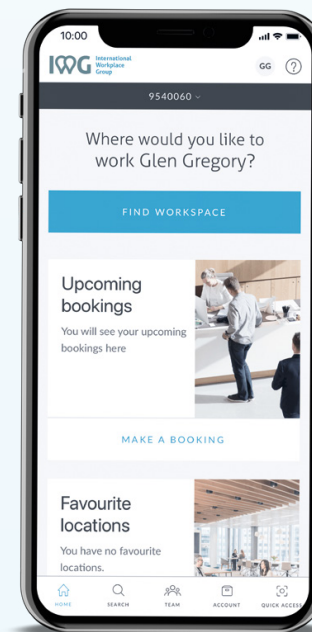 10:00
IWG International
Workplace
Group
GG ?
9540060
Where would you like to
work Glen Gregory?
FIND WORKSPACE
Upcoming
bookings
You will see your upcoming
bookings here
MAKE A BOOKING
Favourite
locations
You have no favourite
locations.
HOME SEARCH TEAM ACCOUNT QUICK ACCESS